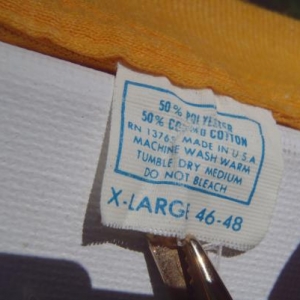 50% POLYESTER
50% COMBED COTTON
RN 13765 MADE IN U.S.A
MACHINE WASH WARM
TUMBLE DRY MEDIUM
DO NOT BLEACH
X-LARGE 46-48